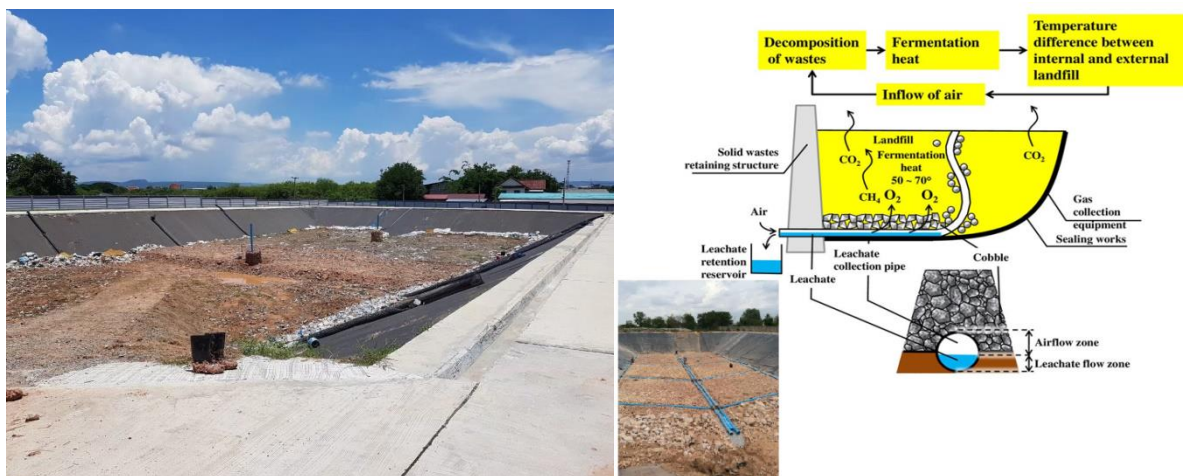 Decomposition
of wastes
Fermentation
heat
Temperature
difference between
internal and external
landfill
Inflow of air
Solid wastes
retaining structure
CO2
Landfill
Fermentation
heat
50 ~ 70°
CH4 O2
O2
CO2
Gas
collection
equipment
Sealing works
Air
Leachate
retention
reservoir
Leachate
collection pipe
Leachate
Cobble
Airflow zone
Leachate flow zone